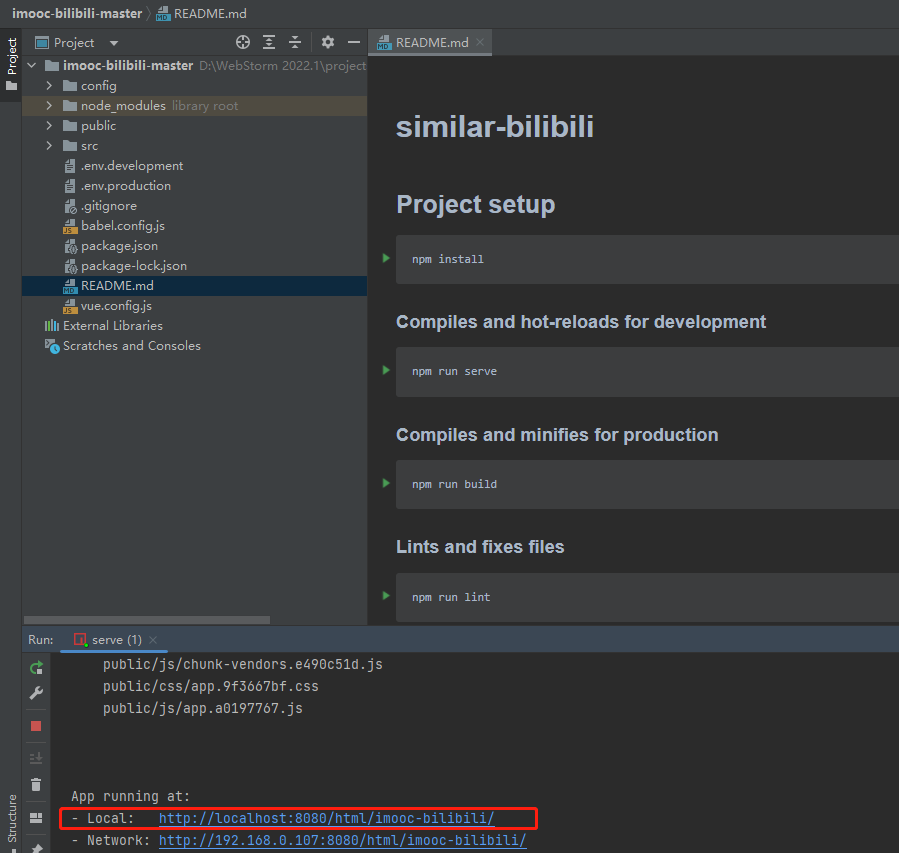 imooc-bilibili-master README.md
Project
Project
README.md
imooc-bilibili-master D:\WebStorm 2022.1\project
config
node_modules library root
public
src
.env.development
.env.production
.gitignore
babel.config.js
package.json
package-lock.json
README.md
vue.config.js
External Libraries
Scratches and Consoles
similar-bilibili
Project setup
npm install
Compiles and hot-reloads for development
npm run serve
Compiles and minifies for production
npm run build
Lints and fixes files
npm run lint
Run: serve (1)
public/js/chunk-vendors.e490c51d.js
public/css/app.9f3667bf.css
public/js/app.a0197767.js
App running at:
- Local: http://localhost:8080/html/imooc-bilibili/
- Network: http://192.168.0.107:8080/html/imooc-bilibili/
Structure